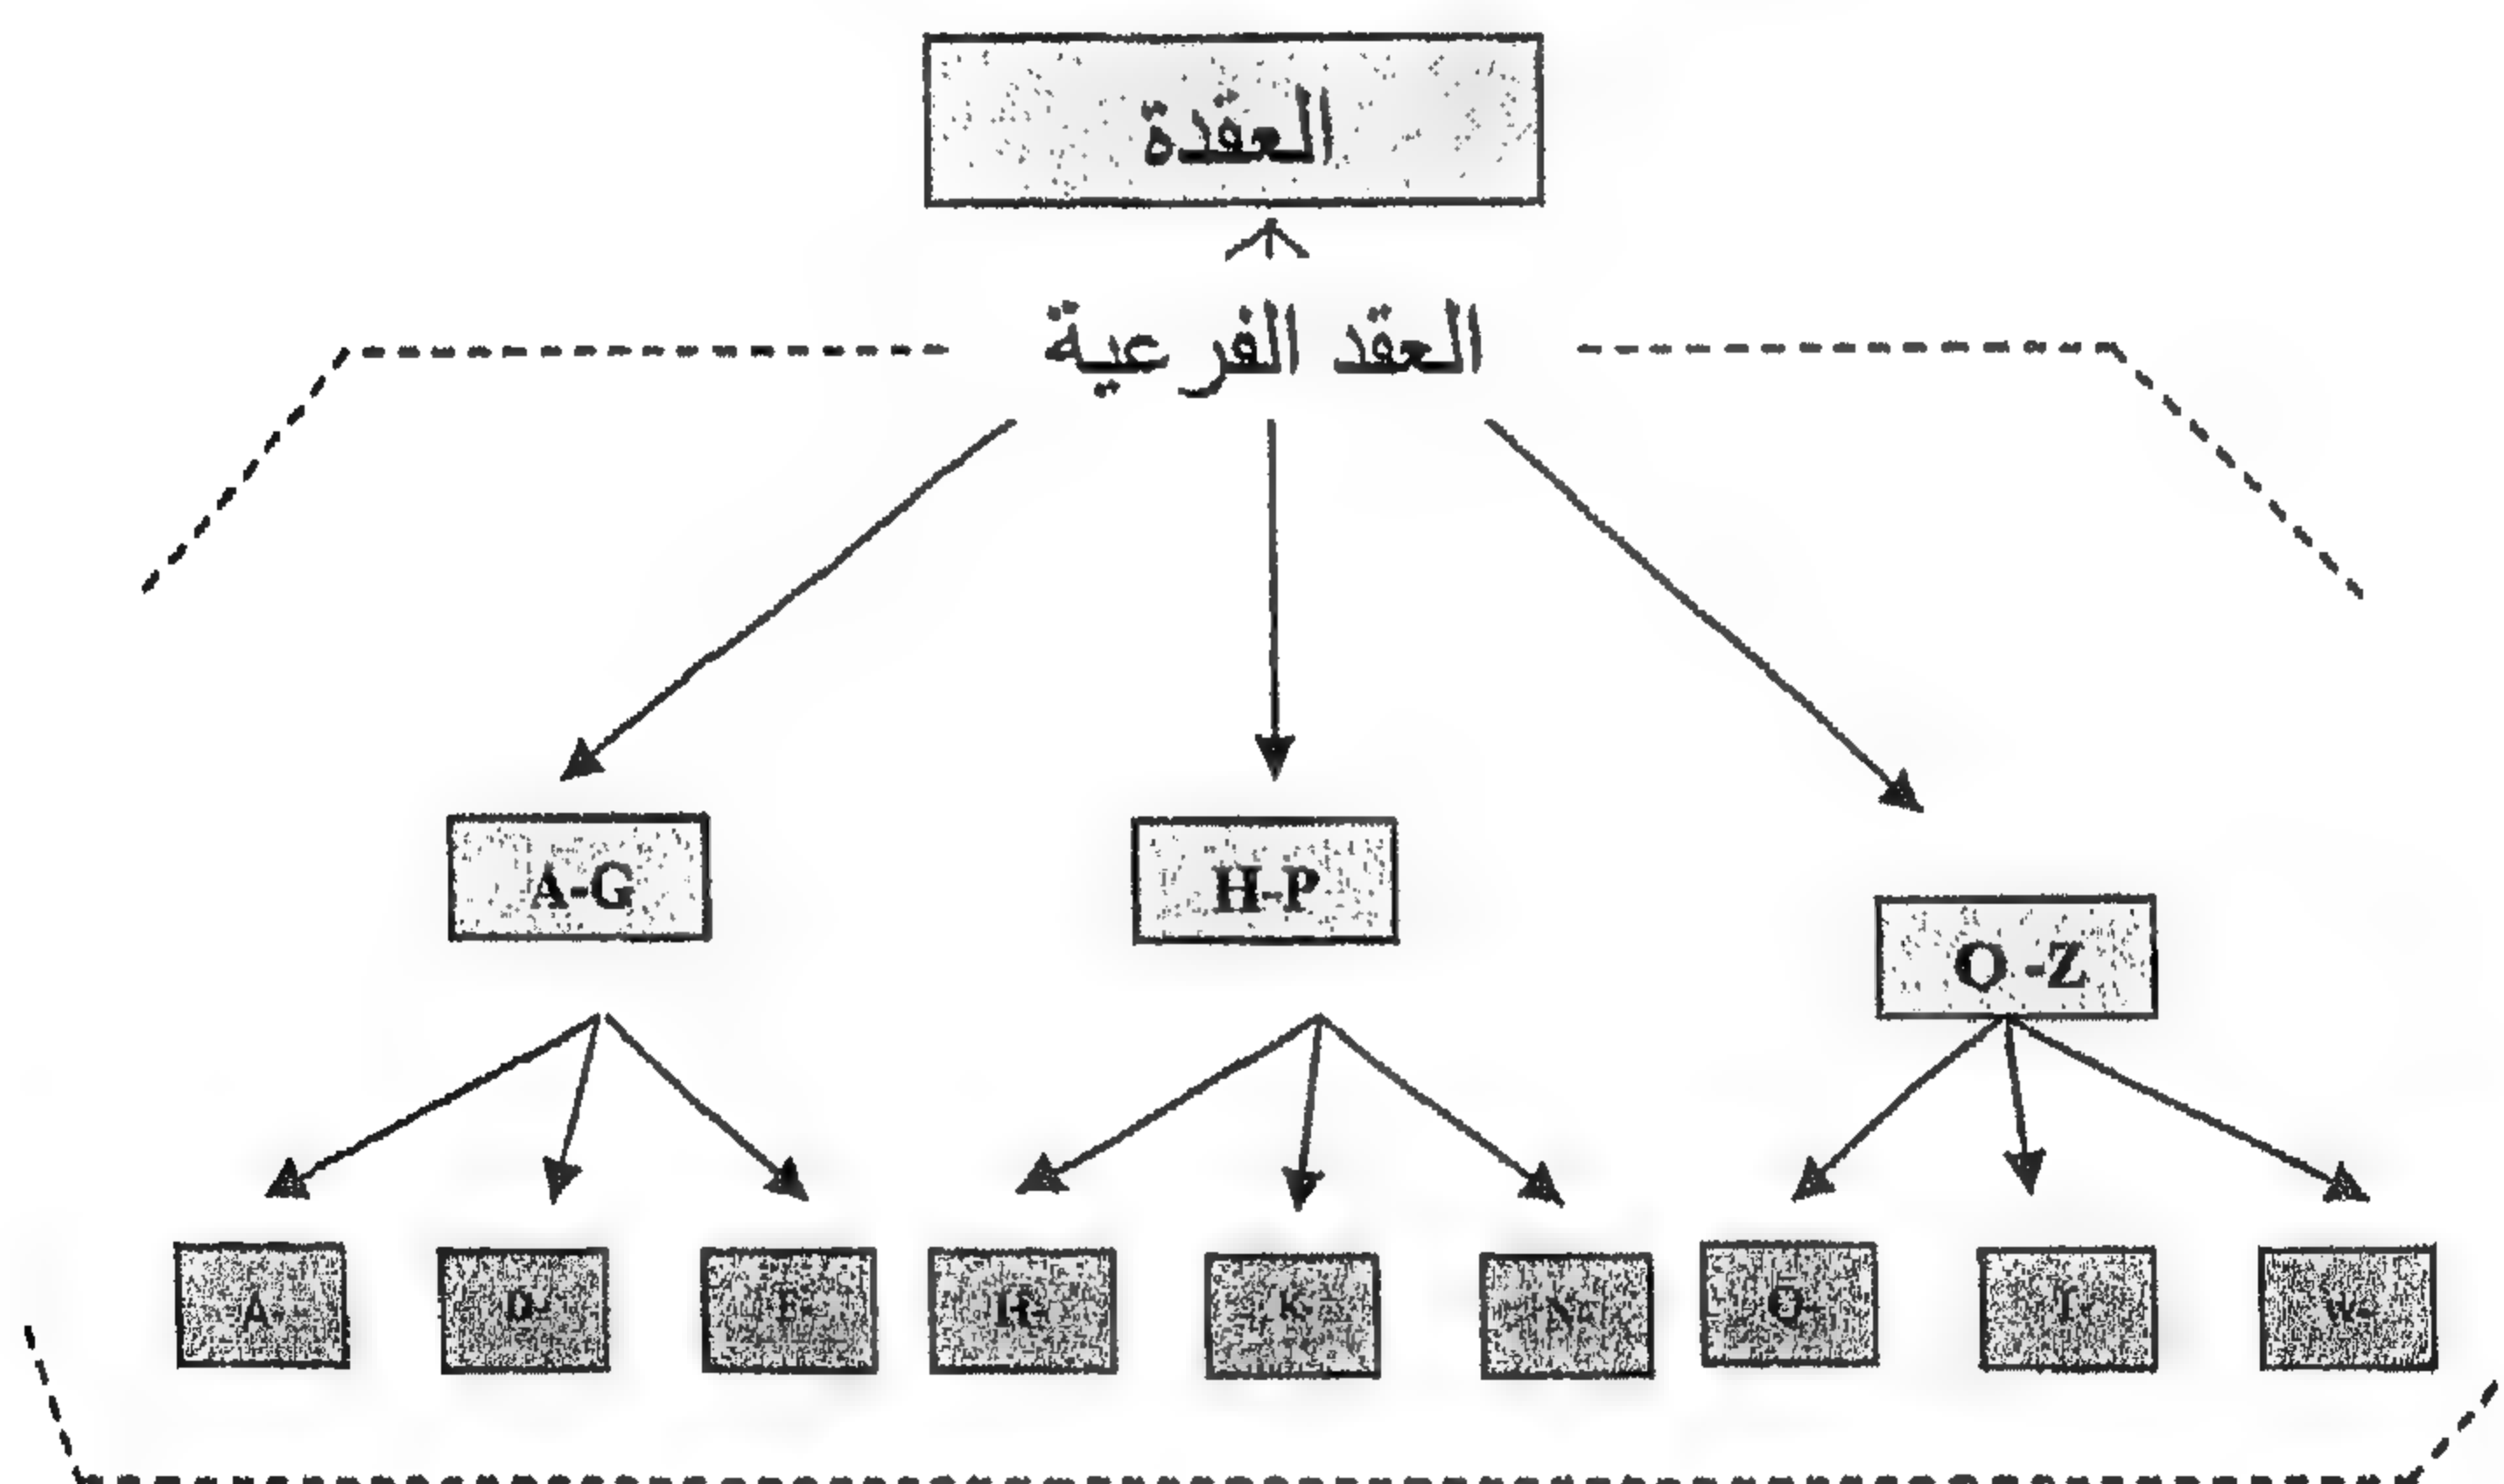 العقدة
العقد الفرعية
A-G
H-P
O -Z
A- D- K- N-